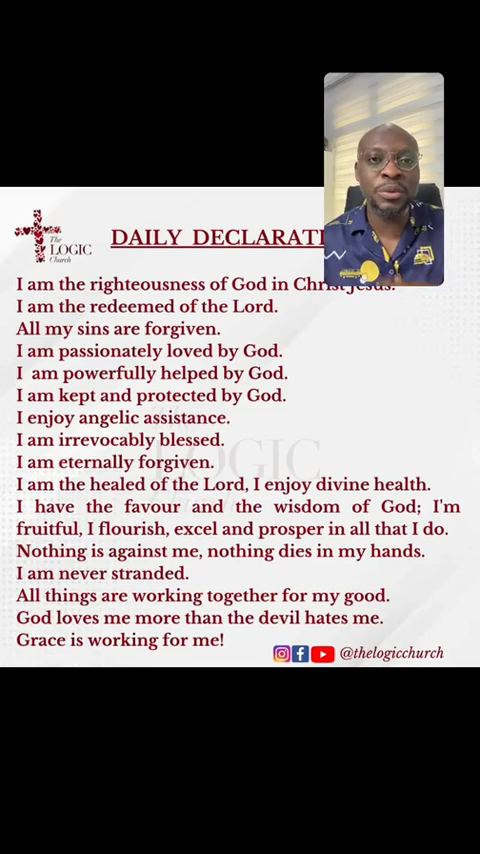 The
LOGIC
Church
DAILY DECLARATI
I am the righteousness of God in Christ Jesus.
I am the redeemed of the Lord.
All my sins are forgiven.
I am passionately loved by God.
I am powerfully helped by God.
I am kept and protected by God.
I enjoy angelic assistance.
I am irrevocably blessed.
I am eternally forgiven.
I am the healed of the Lord, I enjoy divine health.
I have the favour and the wisdom of God; I'm
fruitful, I flourish, excel and prosper in all that I do.
Nothing is against me, nothing dies in my hands.
I am never stranded.
All things are working together for my good.
God loves me more than the devil hates me.
Grace is working for me!
@thelogicchurch